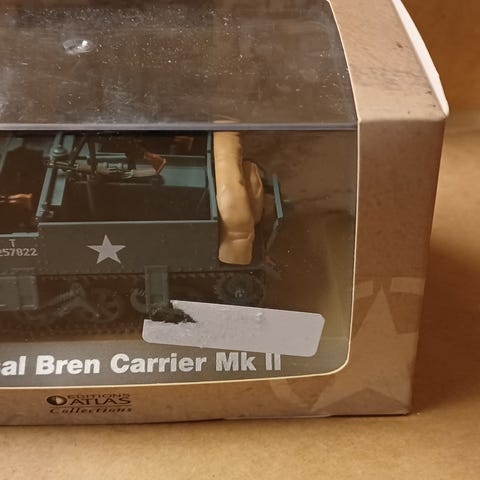 T
257822
al Bren Carrier Mk II
EDITIONS
ATLAS
Collections